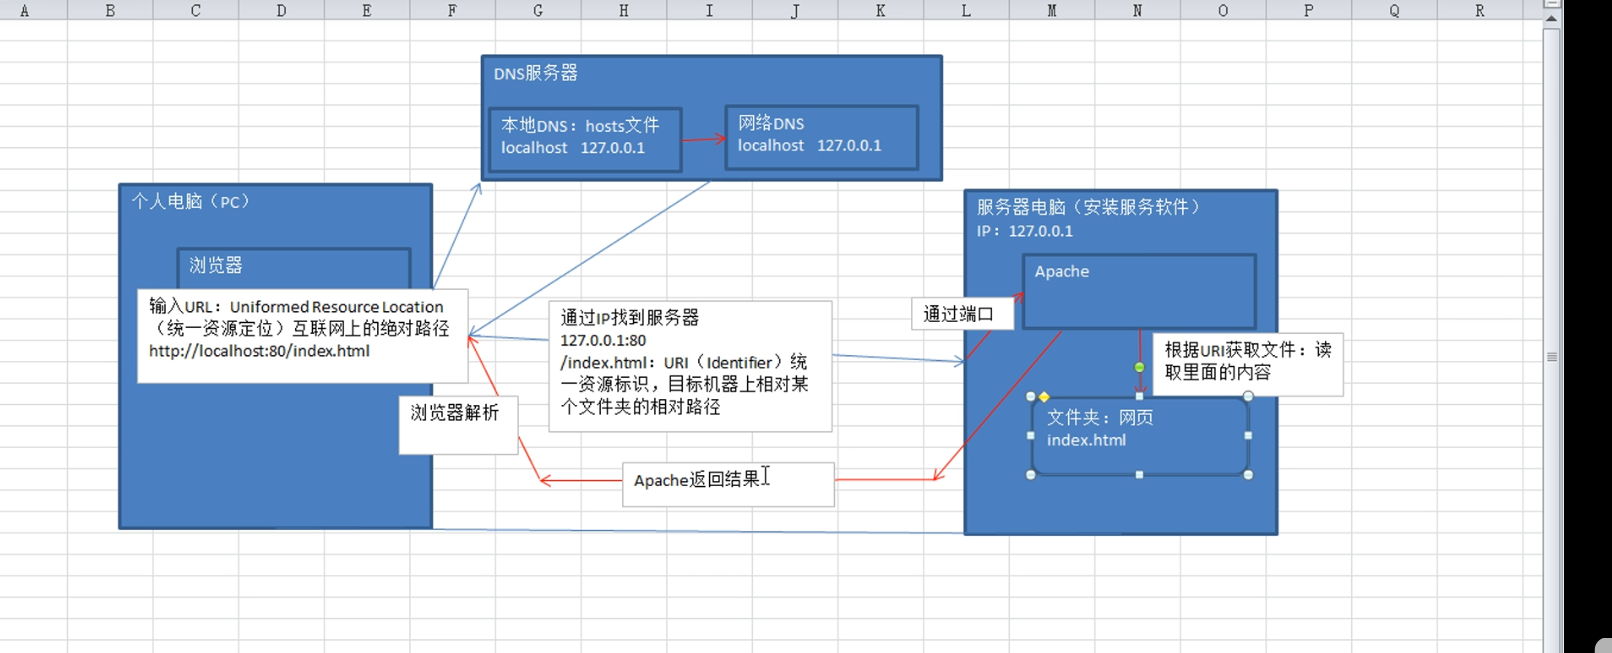 A B C D E F G H I J K L M N O P Q R
DNS服务器
本地DNS：hosts文件
localhost 127.0.0.1
网络DNS
localhost 127.0.0.1
个人电脑（PC）
浏览器
输入URL：Uniformed Resource Location
（统一资源定位）互联网上的绝对路径
http://localhost:80/index.html
浏览器解析
通过IP找到服务器
127.0.0.1:80
/index.html：URI（Identifier）统
一资源标识，目标机器上相对某
个文件夹的相对路径
Apache返回结果
服务器电脑（安装服务软件）
IP：127.0.0.1
Apache
通过端口
根据URI获取文件：读
取里面的内容
文件夹：网页
index.html